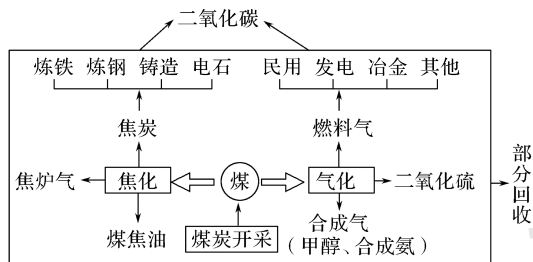 二氧化碳
炼铁 炼钢 铸造 电石 民用 发电 冶金 其他
焦炭 燃料气
焦炉气 焦化 煤 气化 二氧化硫
煤焦油 煤炭开采 合成气
(甲醇、合成氨)
部分回收